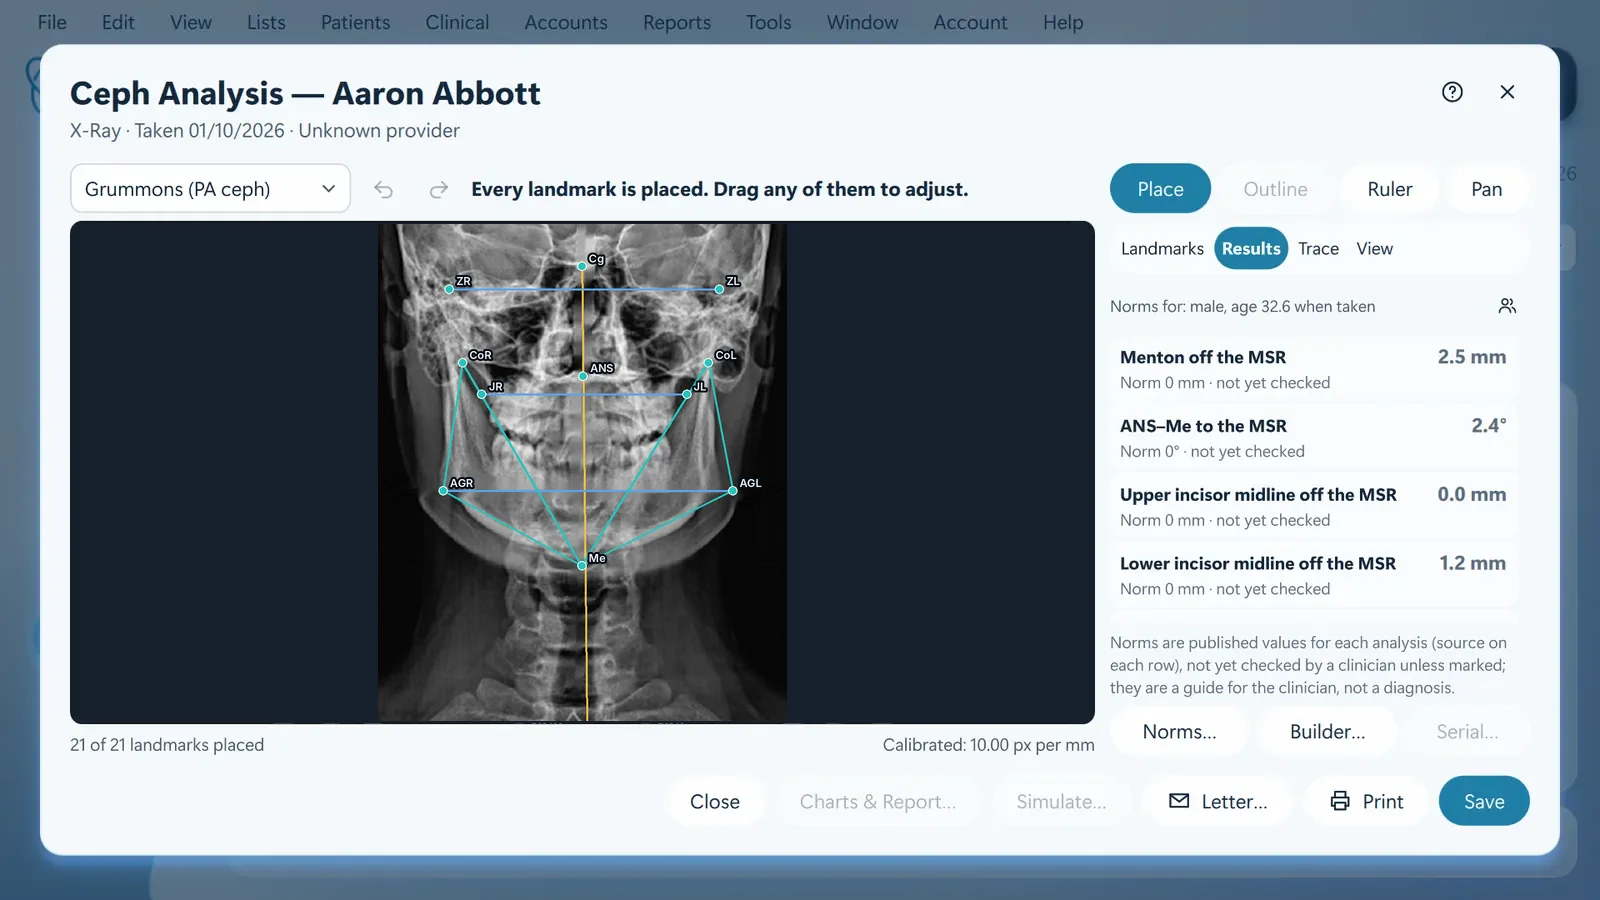 File Edit View Lists Patients Clinical Accounts Reports Tools Window Account Help
Ceph Analysis — Aaron Abbott
X-Ray · Taken 01/10/2026 · Unknown provider
Grummons (PA ceph)
Every landmark is placed. Drag any of them to adjust.
Place Outline Ruler Pan
26
Landmarks Results Trace View
Cg
ZR ZL
CoR CoL
ANS
JR JL
AGR AGL
Me
Norms for: male, age 32.6 when taken
Menton off the MSR 2.5 mm
Norm 0 mm · not yet checked
ANS–Me to the MSR 2.4°
Norm 0° · not yet checked
Upper incisor midline off the MSR 0.0 mm
Norm 0 mm · not yet checked
Lower incisor midline off the MSR 1.2 mm
Norm 0 mm · not yet checked
Norms are published values for each analysis (source on
each row), not yet checked by a clinician unless marked;
they are a guide for the clinician, not a diagnosis.
Norms... Builder... Serial...
21 of 21 landmarks placed
Calibrated: 10.00 px per mm
Close Charts & Report... Simulate... Letter... Print Save